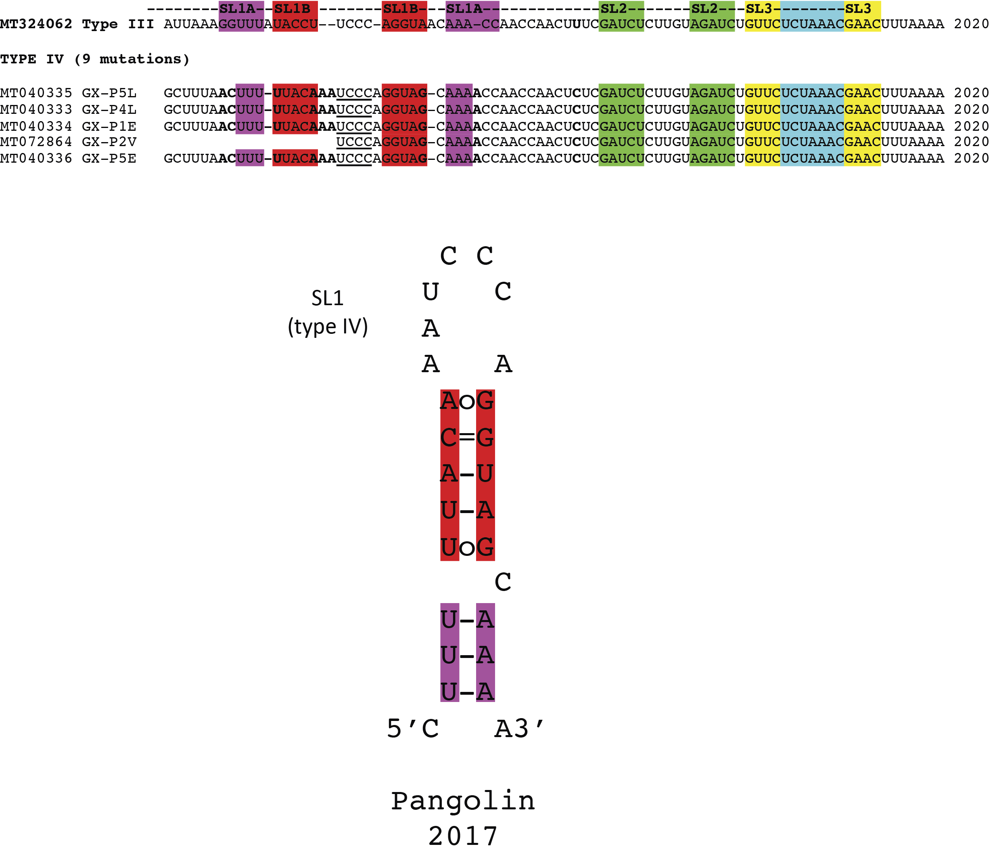 --------SL1A--SL1B -------SL1B---SL1A-------------SL2-------SL2---SL3--------SL3
MT324062 Type III AUUAAAGGUUUAUACCU--UCCC-AGGUAACAAA-CCAACCAACUUUCGAUCUCUUGUAGAUCUGUUCUCUAAACGAACUUUAAAA 2020
TYPE IV (9 mutations)
MT040335 GX-P5L GCUUUAACUUU-UUACAAAUCCCAGGUAG-CAAAACCAACCAACUCUCGAUCUCUUGUAGAUCUGUUCUCUAAACGAACUUUAAAA 2020
MT040333 GX-P4L GCUUUAACUUU-UUACAAAUCCCAGGUAG-CAAAACCAACCAACUCUCGAUCUCUUGUAGAUCUGUUCUCUAAACGAACUUUAAAA 2020
MT040334 GX-P1E GCUUUAACUUU-UUACAAAUCCCAGGUAG-CAAAACCAACCAACUCUCGAUCUCUUGUAGAUCUGUUCUCUAAACGAACUUUAAAA 2020
MT072864 GX-P2V UCCCAGGUAG-CAAAACCAACCAACUCUCGAUCUCUUGUAGAUCUGUUCUCUAAACGAACUUUAAAA 2020
MT040336 GX-P5E GCUUUAACUUU-UUACAAAUCCCAGGUAG-CAAAACCAACCAACUCUCGAUCUCUUGUAGAUCUGUUCUCUAAACGAACUUUAAAA 2020
C C
SL1
(type IV)
U C
A
A A
AoG
C=G
A-U
U-A
UoG
C
U-A
U-A
U-A
5’C A3’
Pangolin
2017